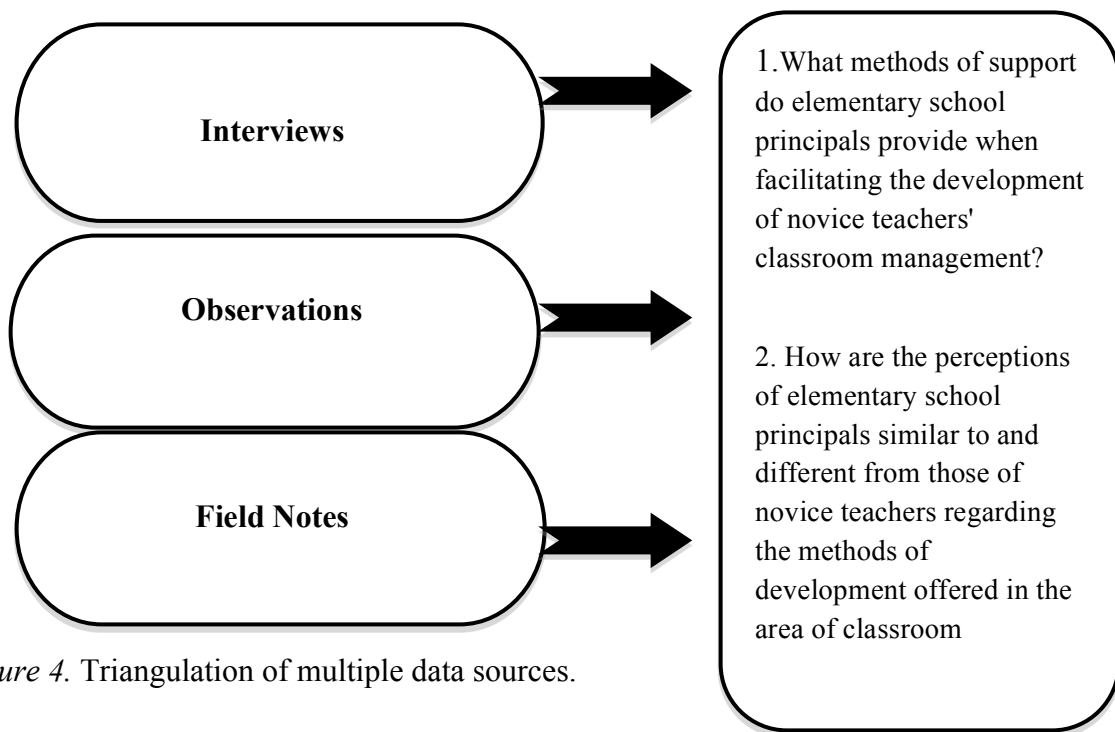 Interviews
Observations
Field Notes
1.What methods of support
do elementary school
principals provide when
facilitating the development
of novice teachers'
classroom management?
2. How are the perceptions
of elementary school
principals similar to and
different from those of
novice teachers regarding
the methods of
development offered in the
area of classroom
ure 4. Triangulation of multiple data sources.